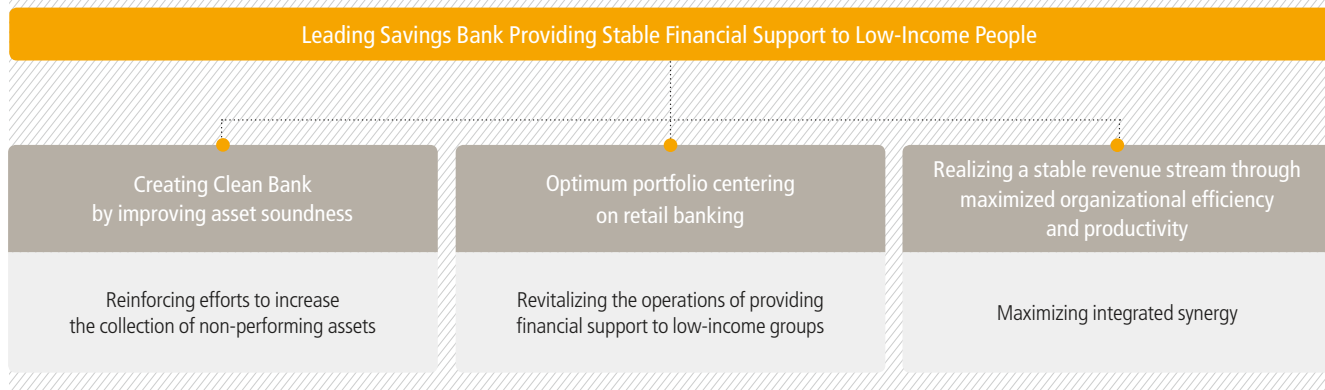 Leading Savings Bank Providing Stable Financial Support to Low-Income People
Creating Clean Bank
by improving asset soundness
Reinforcing efforts to increase
the collection of non-performing assets
Optimum portfolio centering
on retail banking
Revitalizing the operations of providing
financial support to low-income groups
Realizing a stable revenue stream through
maximized organizational efficiency
and productivity
Maximizing integrated synergy